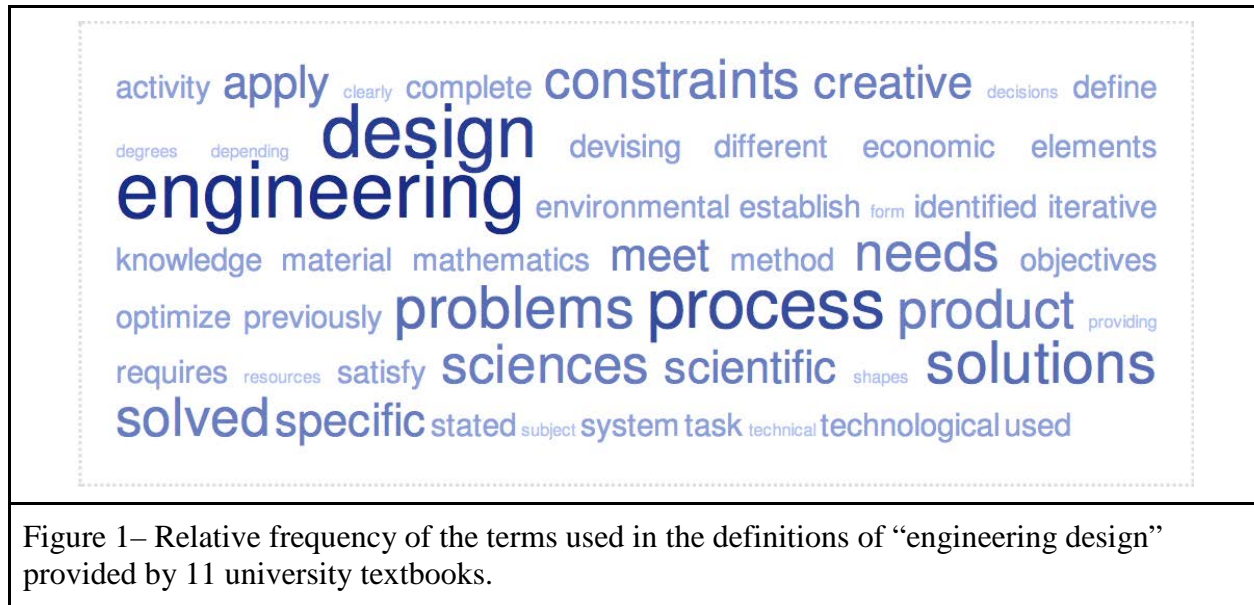 activity apply clearly complete constraints creative decisions define
degrees depending design devising different economic elements
engineering environmental establish form identified iterative
knowledge material mathematics meet method needs objectives
optimize previously problems process product providing
requires resources satisfy sciences scientific shapes solutions
solved specific stated subject system task technical technological used
Figure 1– Relative frequency of the terms used in the definitions of “engineering design”
provided by 11 university textbooks.